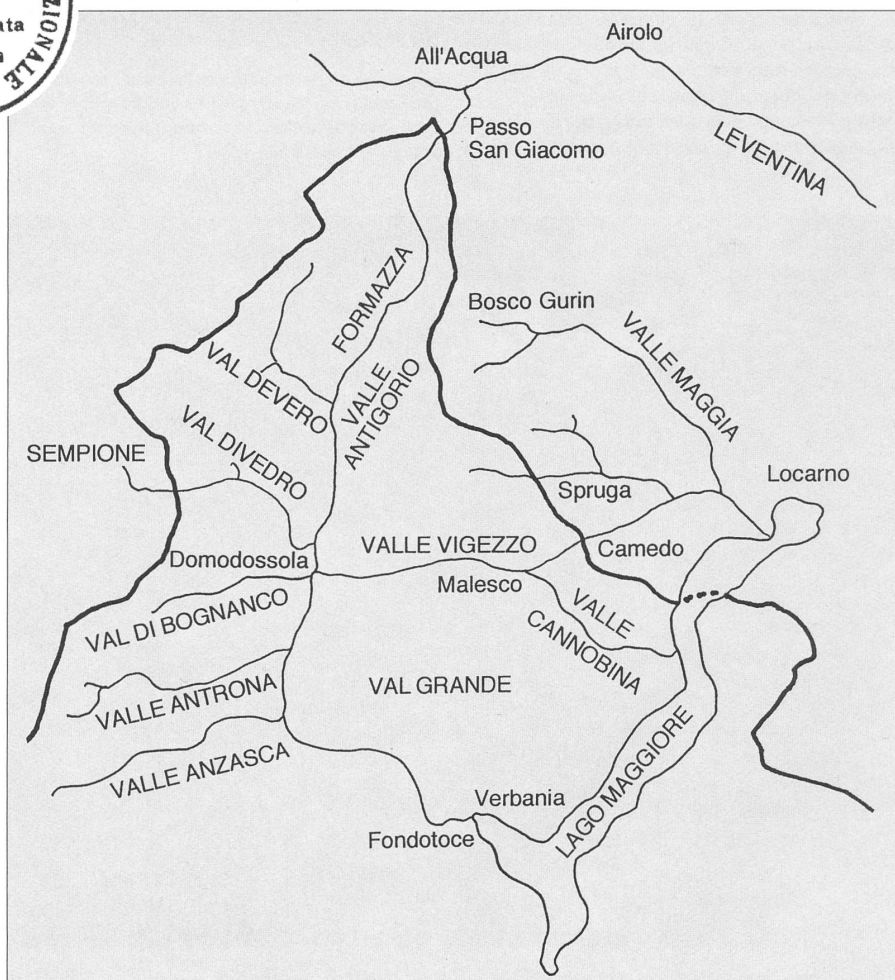 ata
ZIONALE
Airolo
All'Acqua
Passo
San Giacomo
LEVENTINA
FORMAZZA
Bosco Gurin
VALLE MAGGIA
VAL DEVERO
VALLE
ANTIGORIO
VAL DIVEDRO
SEMPIONE
Locarno
Spruga
VALLE VIGEZZO
Camedo
Domodossola
Malesco
VALLE
CANNOBINA
VAL DI BOGNANCO
VALLE ANTRONA
VAL GRANDE
VALLE ANZASCA
LAGO MAGGIORE
Verbania
Fondotoce